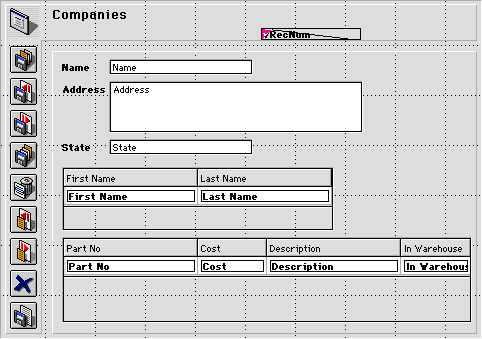 Companies
vRecNum
Name Name
Address Address
State State
First Name Last Name
First Name Last Name
Part No Cost Description In Warehouse
Part No Cost Description In Warehous